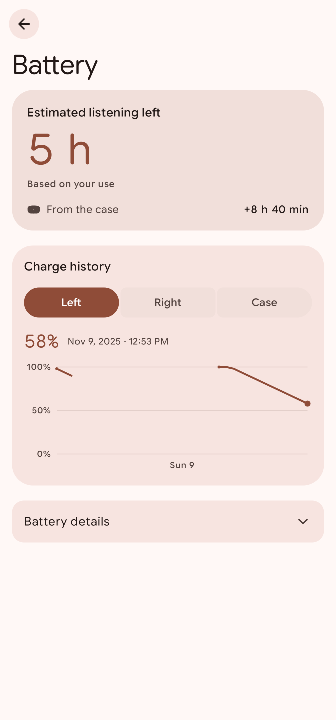 Battery
Estimated listening left
5 h
Based on your use
From the case +8 h 40 min
Charge history
Left Right Case
58% Nov 9, 2025 - 12:53 PM
100%
50%
0%
Sun 9
Battery details